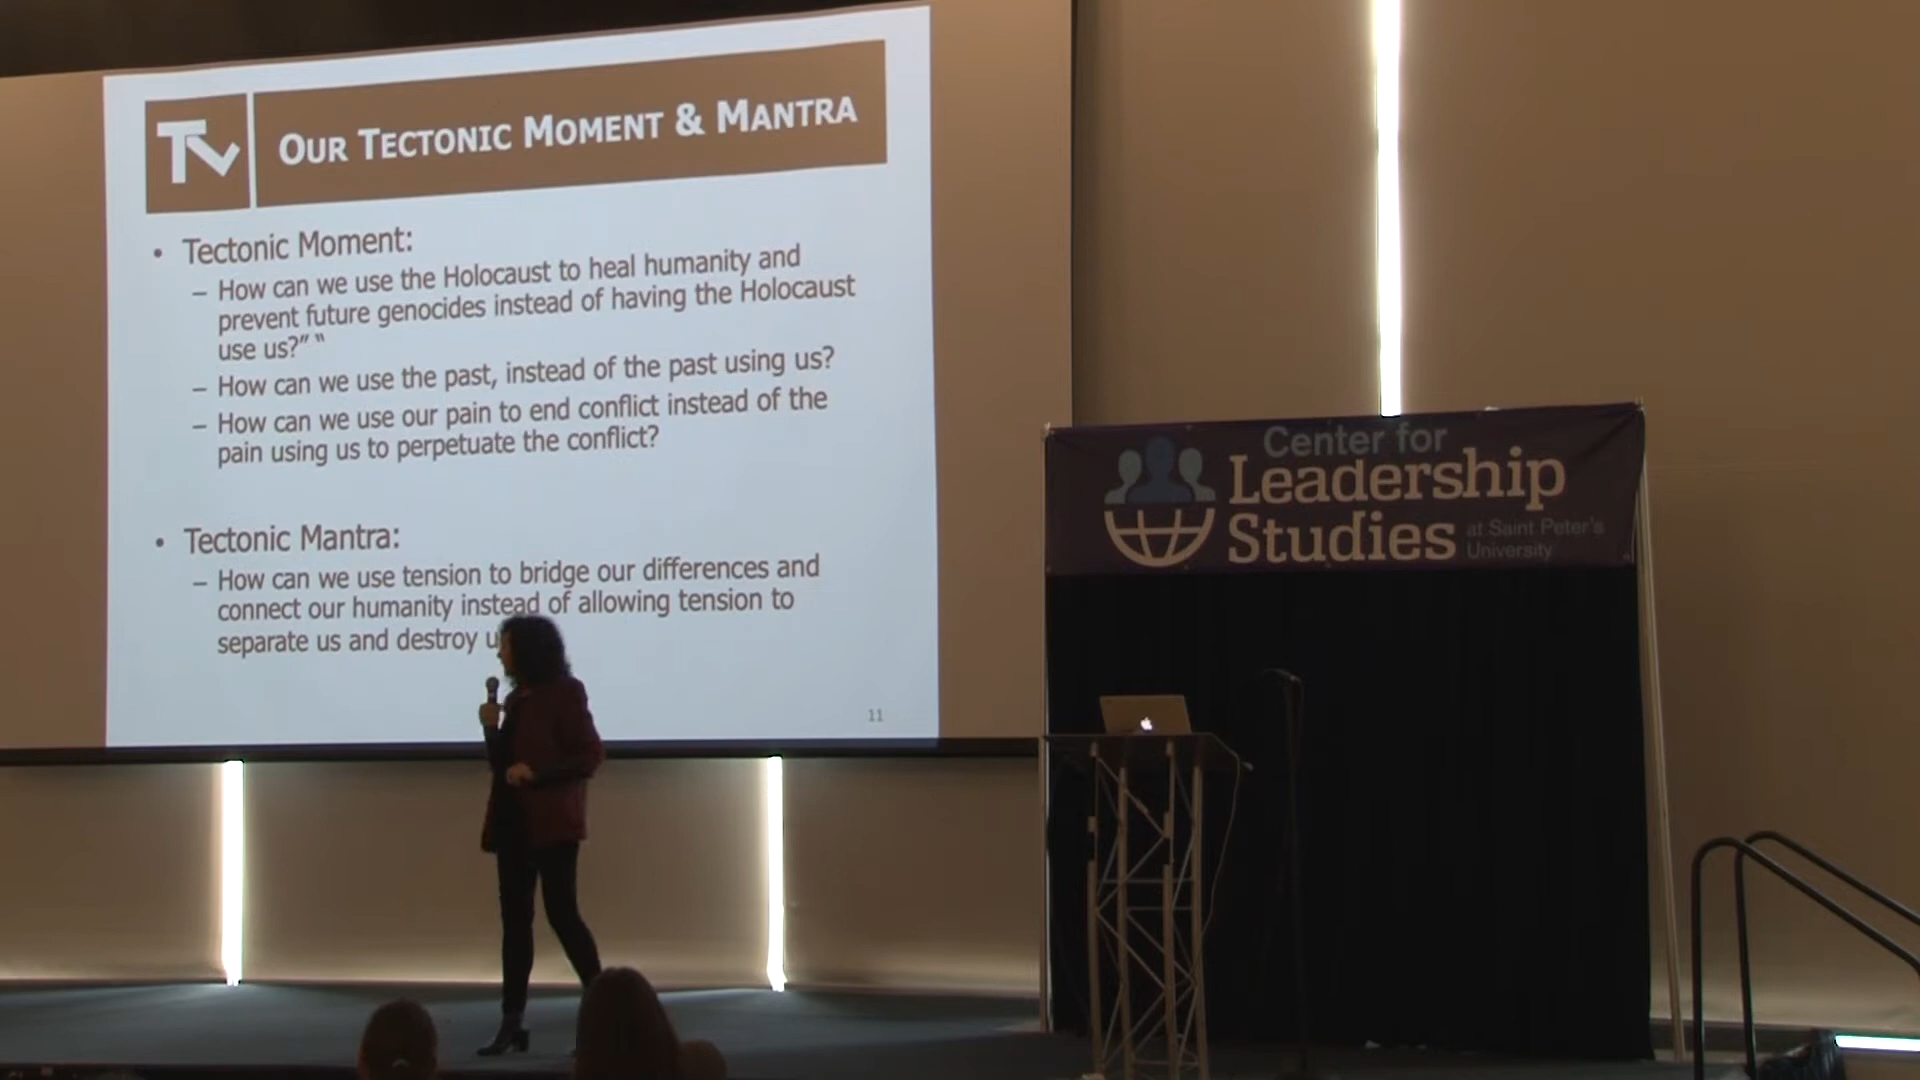 TV
OUR TECTONIC MOMENT & MANTRA
• Tectonic Moment:
– How can we use the Holocaust to heal humanity and
prevent future genocides instead of having the Holocaust
use us?” “
– How can we use the past, instead of the past using us?
– How can we use our pain to end conflict instead of the
pain using us to perpetuate the conflict?
• Tectonic Mantra:
– How can we use tension to bridge our differences and
connect our humanity instead of allowing tension to
separate us and destroy
11
Center for
Leadership
Studies
at Saint Peter's
University